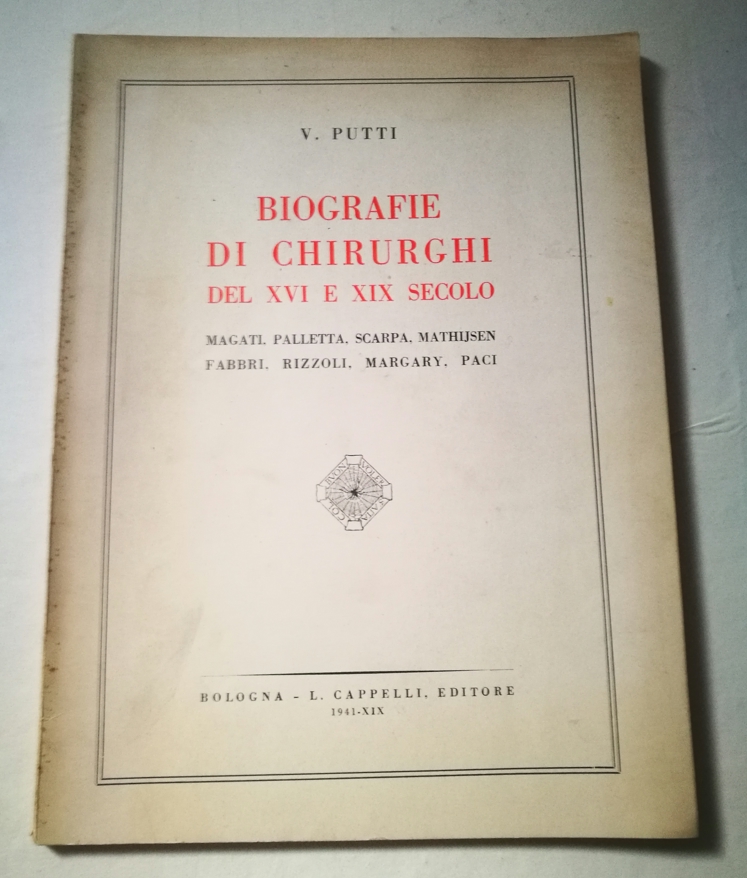 V. PUTTI
BIOGRAFIE
DI CHIRURGHI
DEL XVI E XIX SECOLO
MAGATI, PALLETTA, SCARPA, MATHIJSEN
FABBRI, RIZZOLI, MARGARY, PACI
BOLOGNA - L. CAPPELLI, EDITORE
1941-XIX